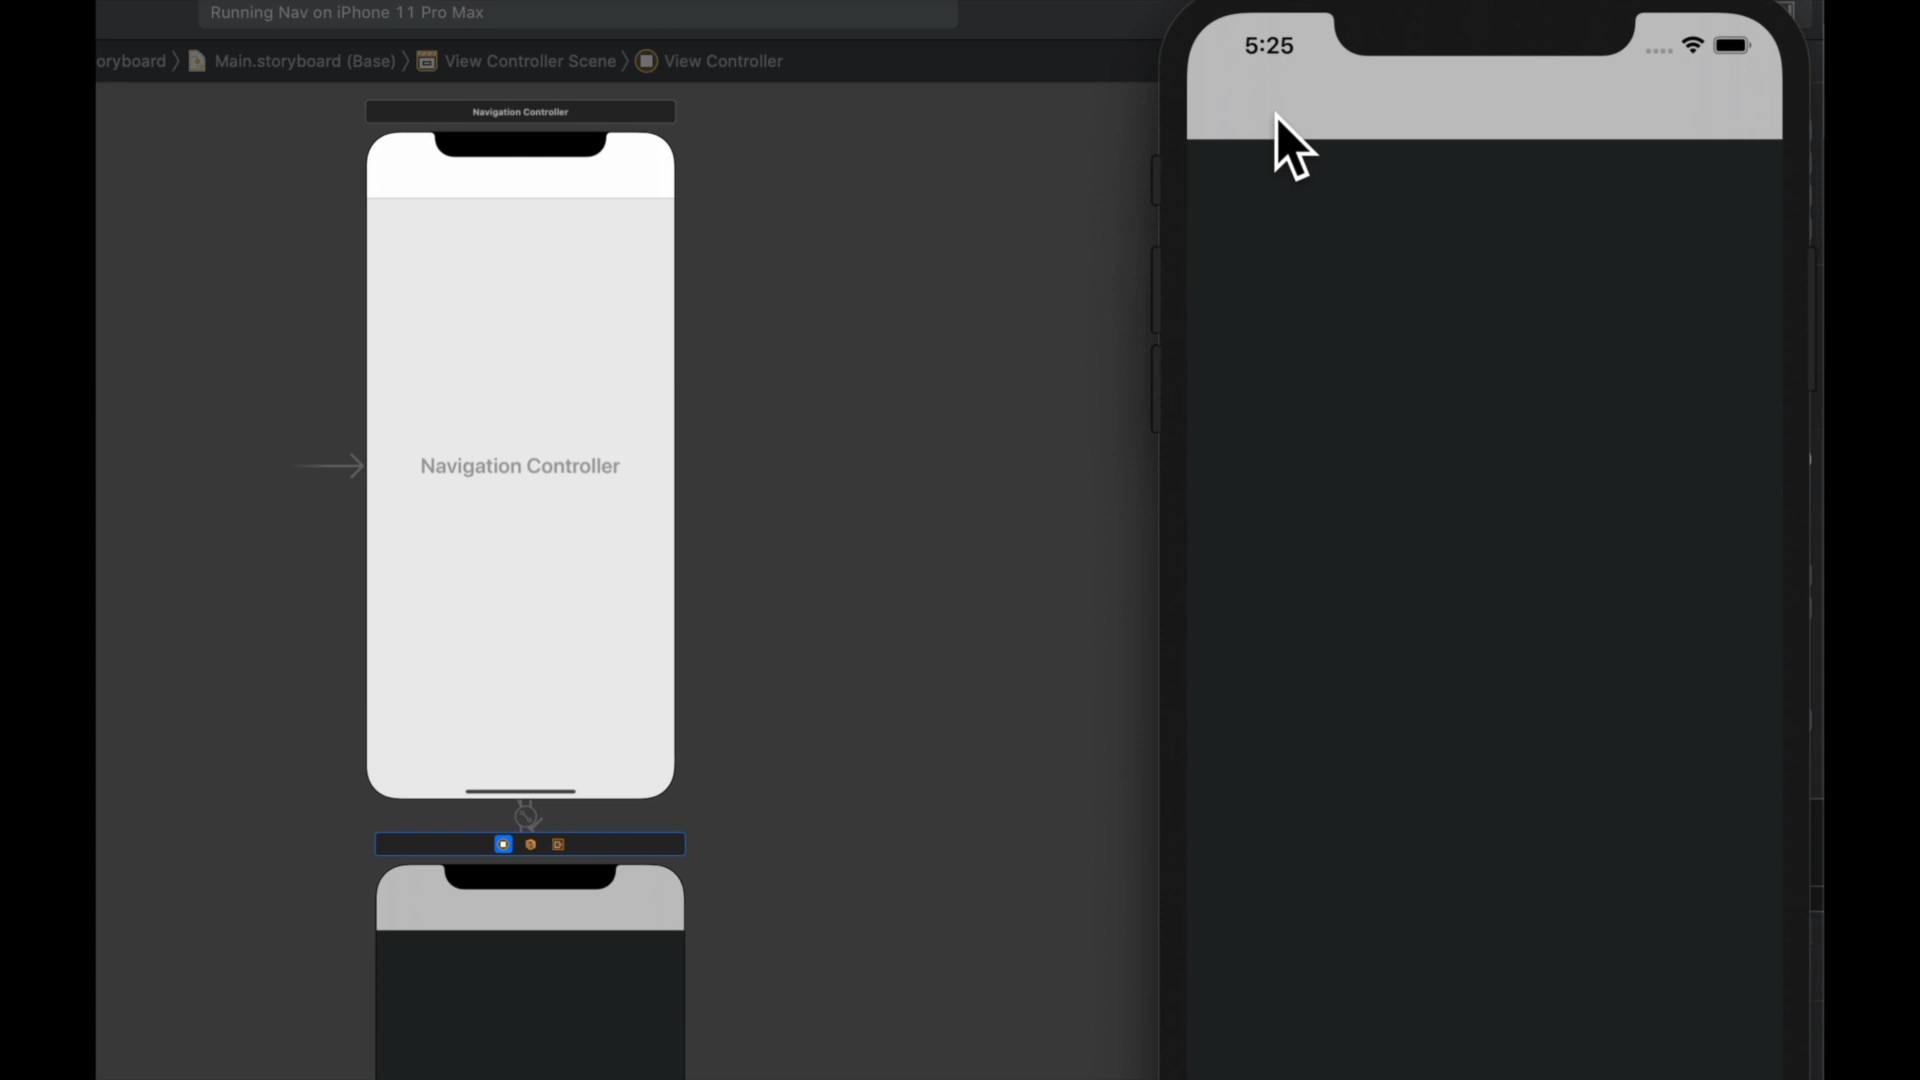 Running Nav on iPhone 11 Pro Max
oryboard 〉 Main.storyboard (Base) 〉 View Controller Scene 〉 View Controller
5:25
Navigation Controller
Navigation Controller